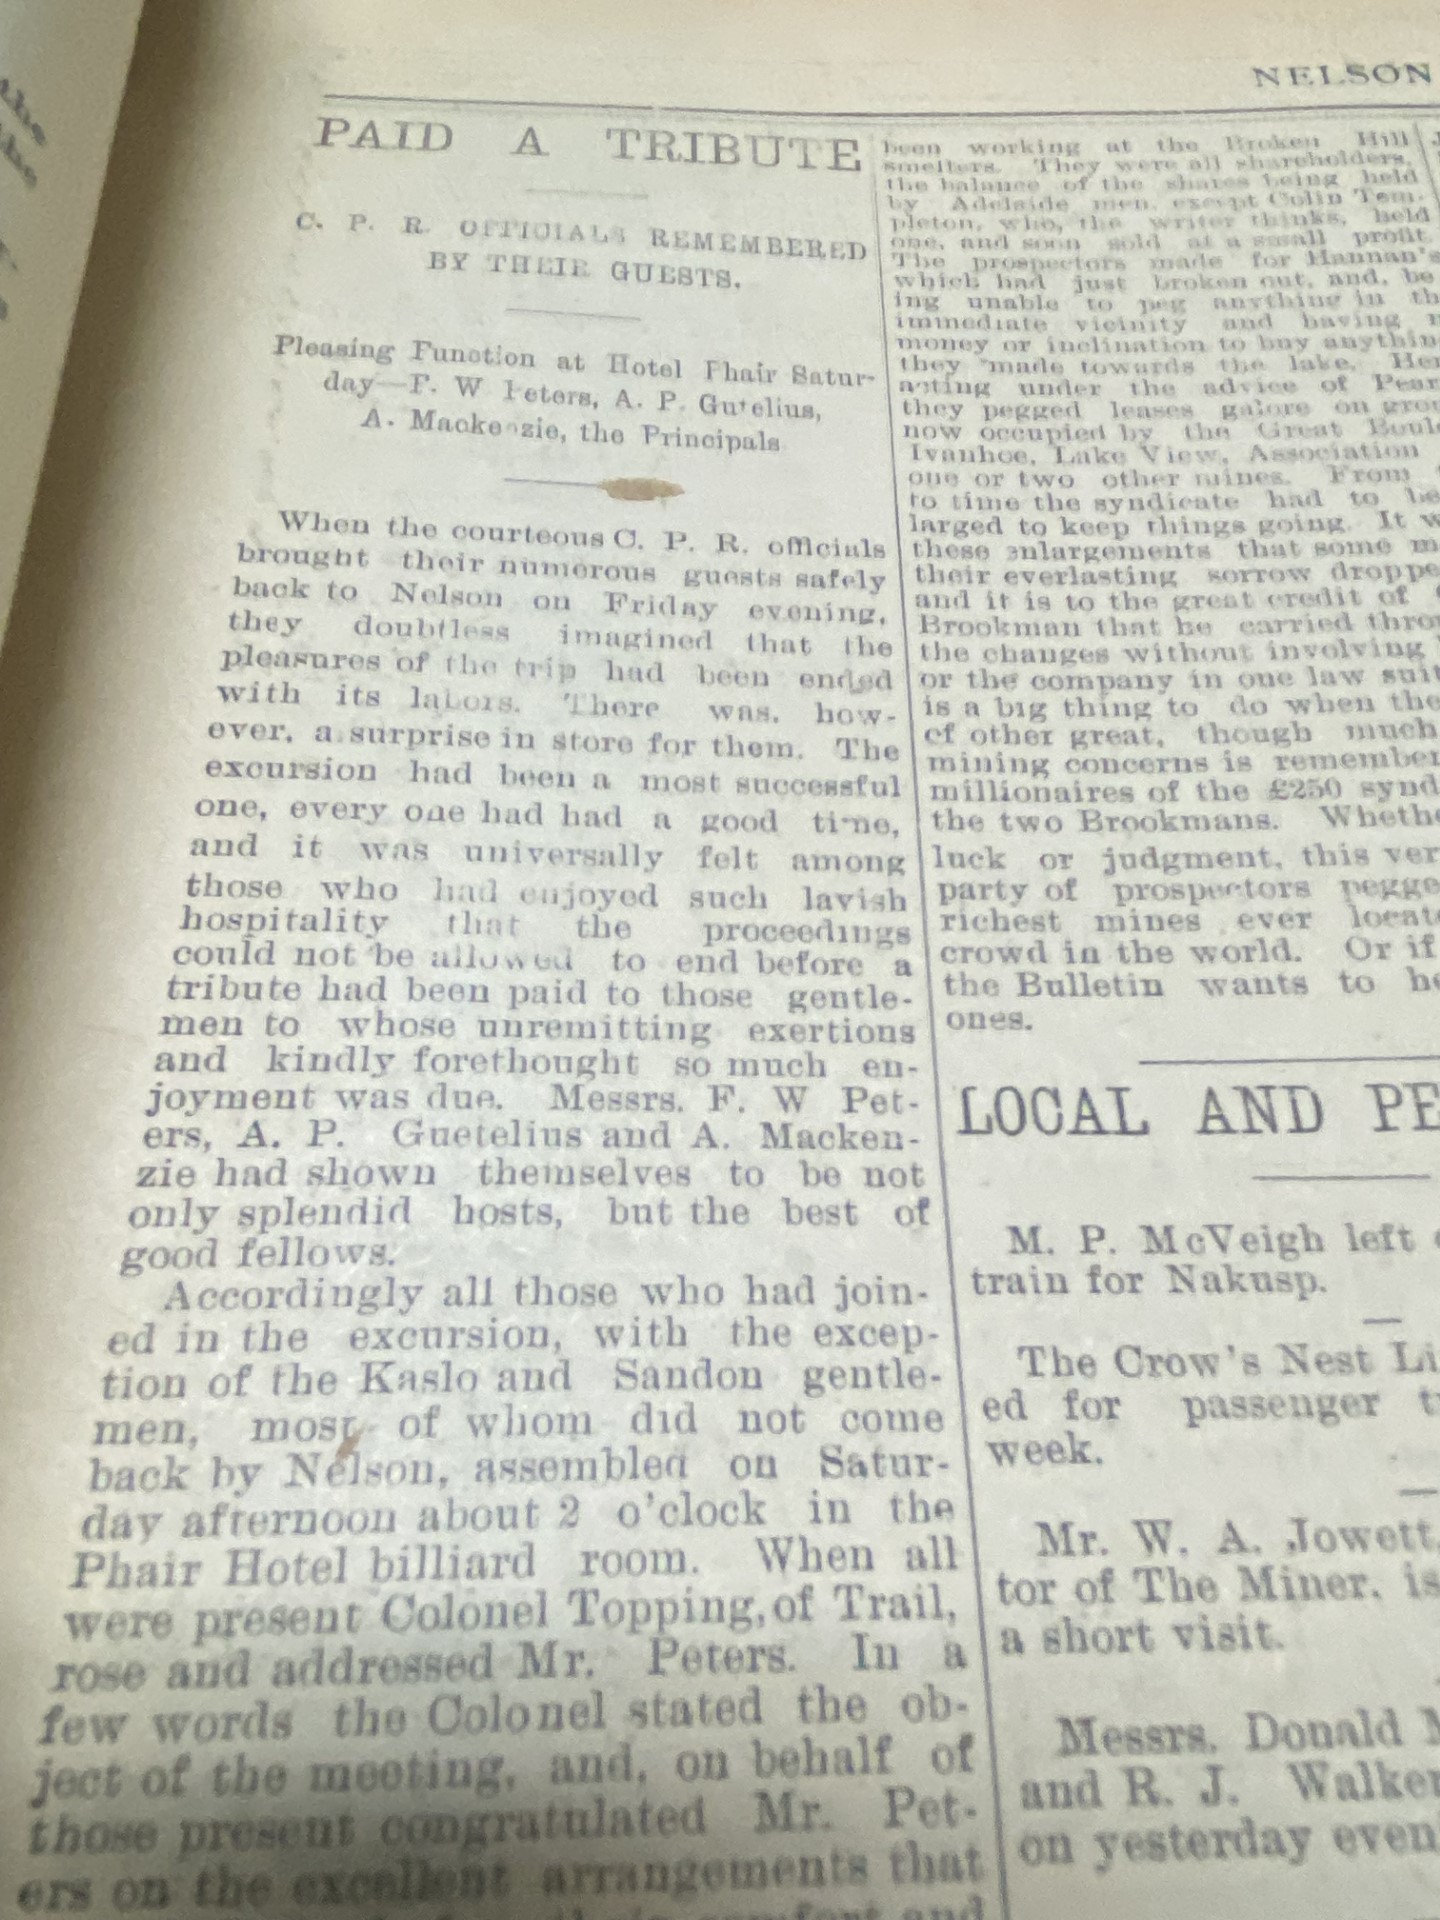 NELSON
PAID A TRIBUTE
C. P. R. OFFICIALS REMEMBERED
BY THEIR GUESTS.
Pleasing Function at Hotel Phair Satur-
day—F. W Peters, A. P. Gutelius,
A. Mackenzie, the Principals
When the courteous C. P. R. officials
brought their numerous guests safely
back to Nelson on Friday evening,
they doubtless imagined that the
pleasures of the trip had been ended
with its labors. There was, how-
ever, a surprise in store for them. The
excursion had been a most successful
one, every one had had a good time,
and it was universally felt among
those who had enjoyed such lavish
hospitality that the proceedings
could not be allowed to end before a
tribute had been paid to those gentle-
men to whose unremitting exertions
and kindly forethought so much en-
joyment was due. Messrs. F. W Pet-
ers, A. P. Guetelius and A. Macken-
zie had shown themselves to be not
only splendid hosts, but the best of
good fellows.
Accordingly all those who had join-
ed in the excursion, with the excep-
tion of the Kaslo and Sandon gentle-
men, most of whom did not come
back by Nelson, assembled on Satur-
day afternoon about 2 o'clock in the
Phair Hotel billiard room. When all
were present Colonel Topping, of Trail,
rose and addressed Mr. Peters. In a
few words the Colonel stated the ob-
ject of the meeting, and, on behalf of
those present congratulated Mr. Pet-
ers on the excellent arrangements that
their comfort and
been working at the Broken Hill
smelters. They were all shareholders,
the balance of the shares being held
by Adelaide men, except Colin Tem-
pleton, who, the writer thinks, held
one, and soon sold at a small profit.
The prospectors made for Hannan's
which had just broken out, and, be
ing unable to peg anything in th
immediate vicinity and having
money or inclination to buy anythin
they made towards the lake. Her
acting under the advice of Pear
they pegged leases galore on grou
now occupied by the Great Boul
Ivanhoe, Lake View, Association
one or two other mines. From
to time the syndicate had to be
larged to keep things going. It w
these enlargements that some m
their everlasting sorrow droppe
and it is to the great credit of
Brookman that he carried throu
the changes without involving
or the company in one law suit
is a big thing to do when the
of other great, though much
mining concerns is remember
millionaires of the £250 synd
the two Brookmans. Wheth
luck or judgment, this ver
party of prospectors pegge
richest mines ever locat
crowd in the world. Or if
the Bulletin wants to be
ones.
LOCAL AND PE
M. P. McVeigh left
train for Nakusp.
The Crow's Nest Li
ed for passenger t
week.
Mr. W. A. Jowett,
tor of The Miner, is
a short visit.
Messrs. Donald M
and R. J. Walker
on yesterday even